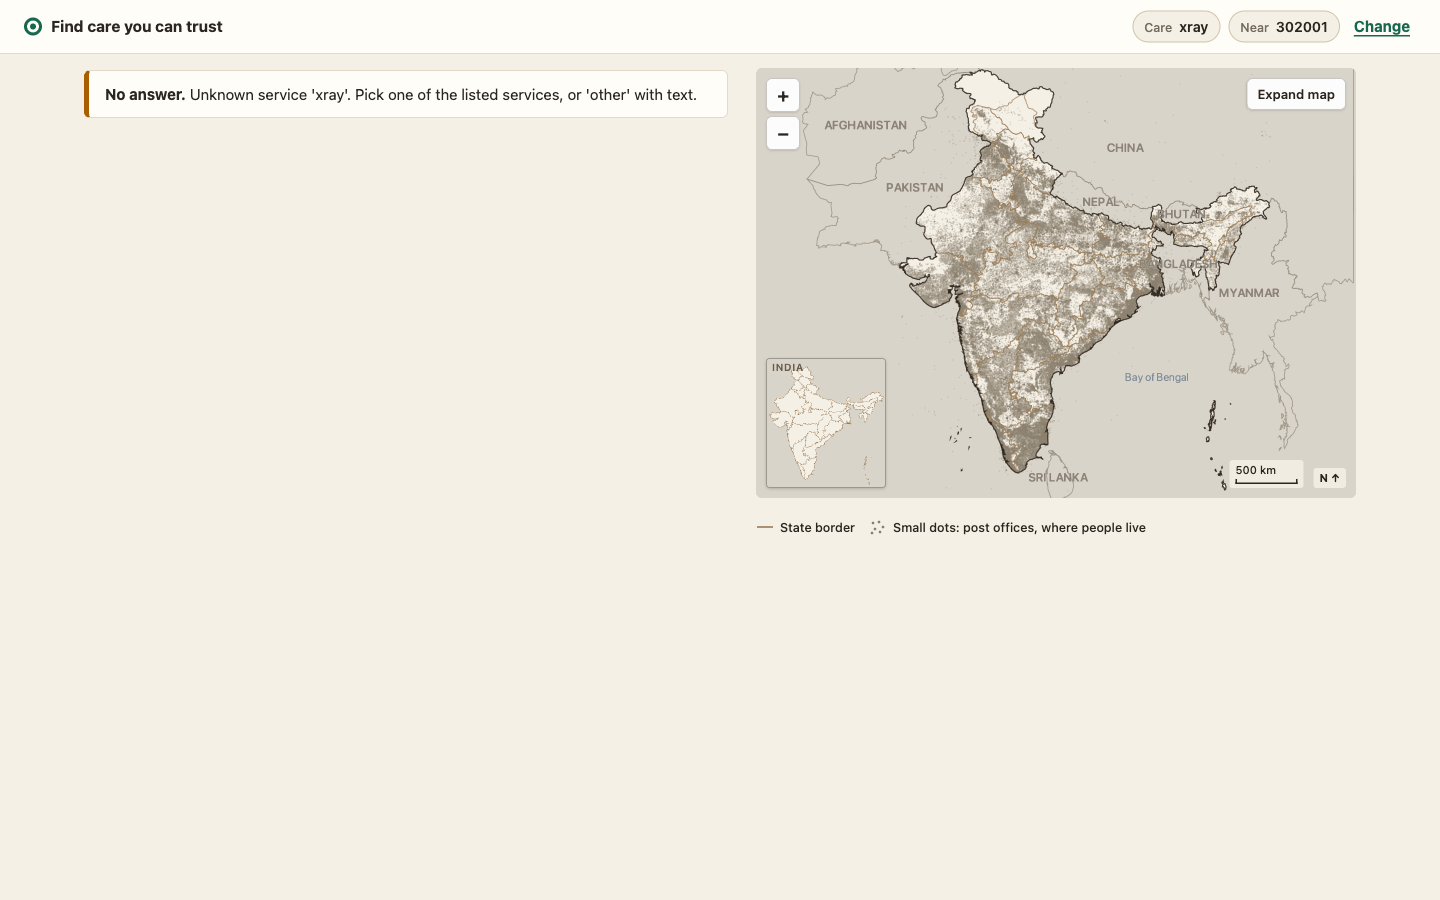 Find care you can trust
Care xray
Near 302001
Change
No answer. Unknown service 'xray'. Pick one of the listed services, or 'other' with text.
+
−
Expand map
AFGHANISTAN
CHINA
PAKISTAN
NEPAL
BHUTAN
NGLADESH
MYANMAR
INDIA
Bay of Bengal
SRI LANKA
500 km
N ↑
State border
Small dots: post offices, where people live